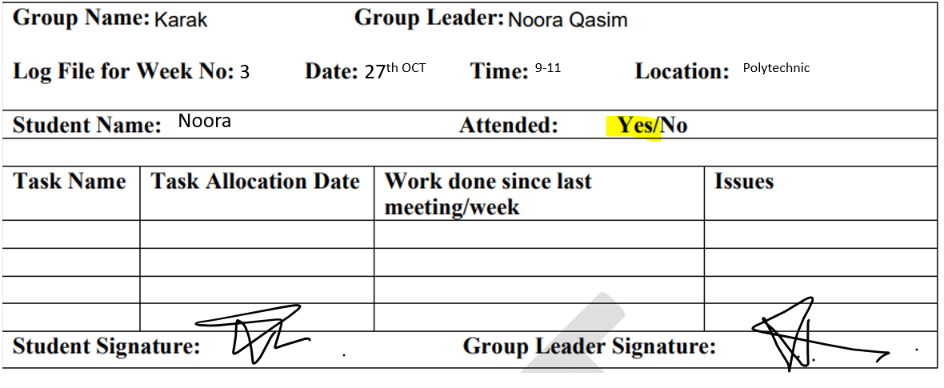 Group Name: Karak Group Leader: Noora Qasim
Log File for Week No: 3 Date: 27th OCT Time: 9-11 Location: Polytechnic
Student Name: Noora Attended: Yes/No
Task Name Task Allocation Date Work done since last meeting/week Issues
Student Signature: Group Leader Signature: